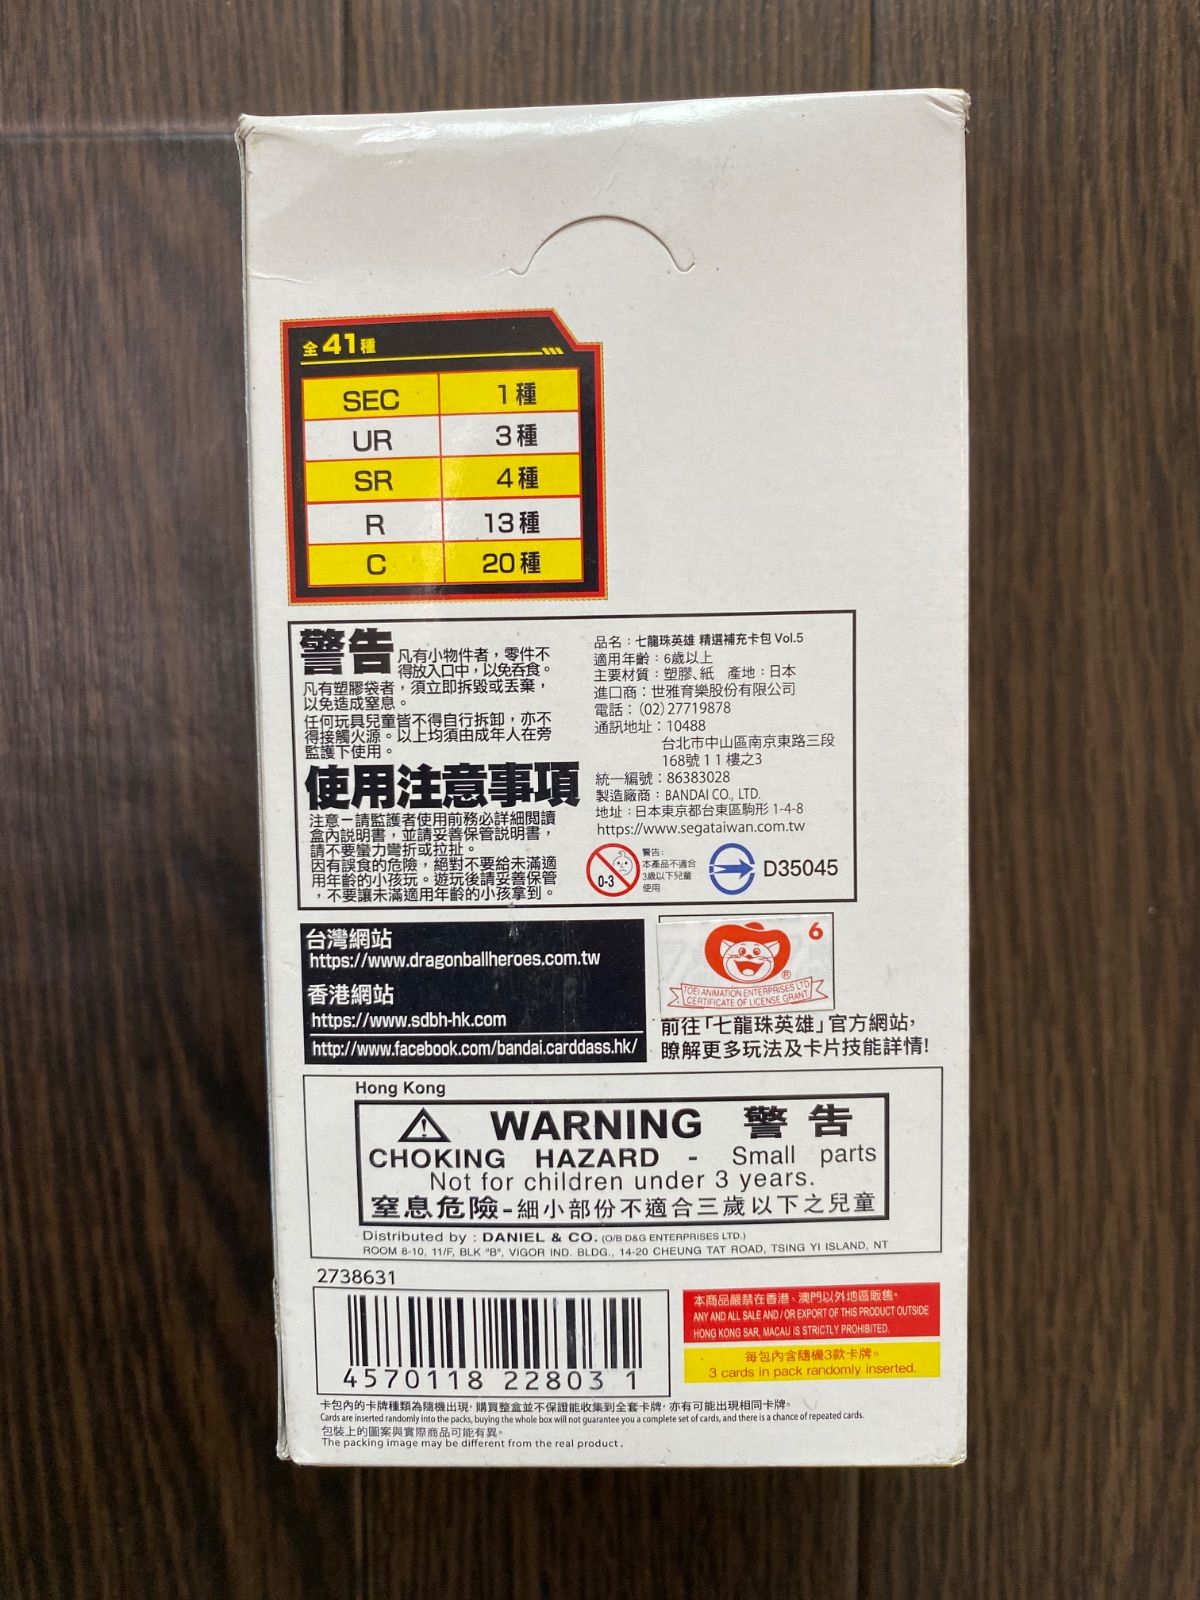 全41種
SEC 1種
UR 3種
SR 4種
R 13種
C 20種
警告 凡有小物件者，零件不
得放入口中，以免吞食。
凡有塑膠袋者，須立即拆毀或丟棄，
以免造成窒息。
任何玩具兒童皆不得自行拆卸，亦不
得接觸火源。以上均須由成年人在旁
監護下使用。
使用注意事項
注意－請監護者使用前務必詳細閱讀
盒內說明書，並請妥善保管說明書，
請不要蠻力彎折或拉扯。
因有誤食的危險，絕對不要給未滿適
用年齡的小孩玩。遊玩後請妥善保管
，不要讓未滿適用年齡的小孩拿到。
品名：七龍珠英雄 精選補充卡包 Vol.5
適用年齡：6歲以上
主要材質：塑膠、紙 產地：日本
進口商：世雅育樂股份有限公司
電話：(02)27719878
通訊地址：10488
台北市中山區南京東路三段
168號11樓之3
統一編號：86383028
製造廠商：BANDAI CO., LTD.
地址：日本東京都台東區駒形 1-4-8
https://www.segataiwan.com.tw
0-3
警告：
本產品不適合
3歲以下兒童
使用
D35045
台灣網站
https://www.dragonballheroes.com.tw
香港網站
https://www.sdbh-hk.com
http://www.facebook.com/bandai.carddass.hk/
6
®
TOEI ANIMATION ENTERPRISES LTD
CERTIFICATE OF LICENSE GRANT
前往「七龍珠英雄」官方網站，
瞭解更多玩法及卡片技能詳情!
Hong Kong
WARNING 警告
CHOKING HAZARD - Small parts
Not for children under 3 years.
窒息危險-細小部份不適合三歲以下之兒童
Distributed by : DANIEL & CO. (O/B D&G ENTERPRISES LTD.)
ROOM 8-10, 11/F, BLK "B", VIGOR IND. BLDG., 14-20 CHEUNG TAT ROAD, TSING YI ISLAND, NT
2738631
4570118 22803 1
本商品嚴禁在香港、澳門以外地區販售。
ANY AND ALL SALE AND / OR EXPORT OF THIS PRODUCT OUTSIDE
HONG KONG SAR, MACAU IS STRICTLY PROHIBITED.
每包內含隨機3款卡牌。
3 cards in pack randomly inserted.
卡包內的卡牌種類為隨機出現，購買整盒並不保證能收集到全套卡牌，亦有可能出現相同卡牌。
Cards are inserted randomly into the packs, buying the whole box will not guarantee you a complete set of cards, and there is a chance of repeated cards.
包裝上的圖案與實際商品可能有異。
The packing image may be different from the real product.